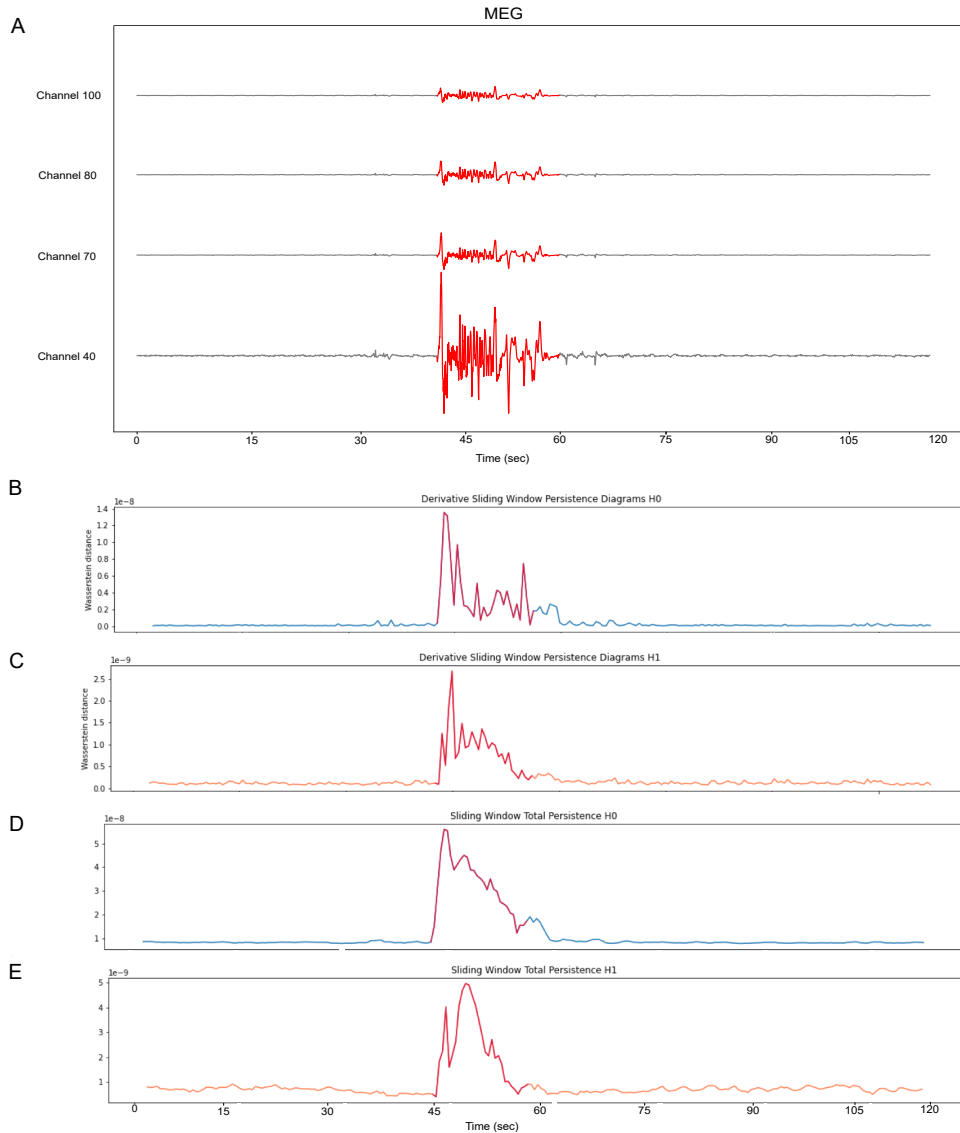 A
MEG
Channel 100
Channel 80
Channel 70
Channel 40
0 15 30 45 60 75 90 105 120
Time (sec)
B
Derivative Sliding Window Persistence Diagrams H0
1e−8
Wasserstein distance
1.4
1.2
1.0
0.8
0.6
0.4
0.2
0.0
C
Derivative Sliding Window Persistence Diagrams H1
1e−9
Wasserstein distance
2.5
2.0
1.5
1.0
0.5
0.0
D
Sliding Window Total Persistence H0
1e−8
5
4
3
2
1
E
Sliding Window Total Persistence H1
1e−9
5
4
3
2
1
0 15 30 45 60 75 90 105 120
Time (sec)